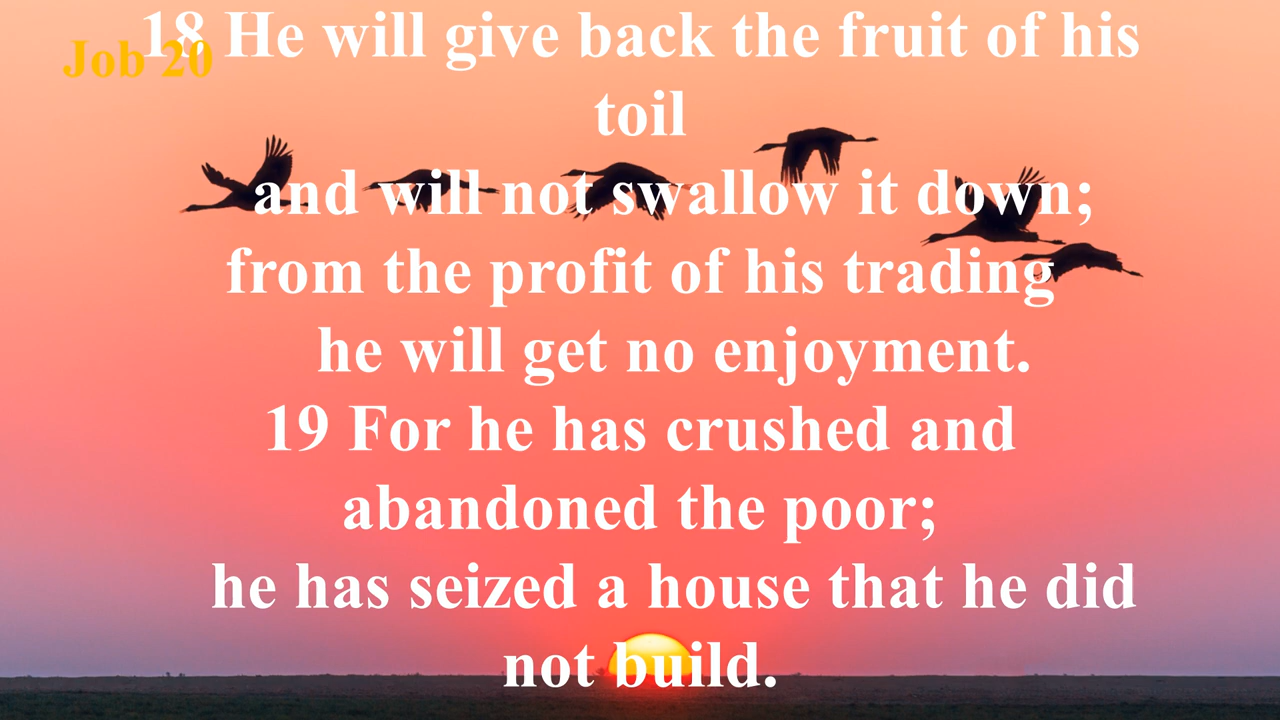 Job 20
18 He will give back the fruit of his
toil
and will not swallow it down;
from the profit of his trading
he will get no enjoyment.
19 For he has crushed and
abandoned the poor;
he has seized a house that he did
not build.